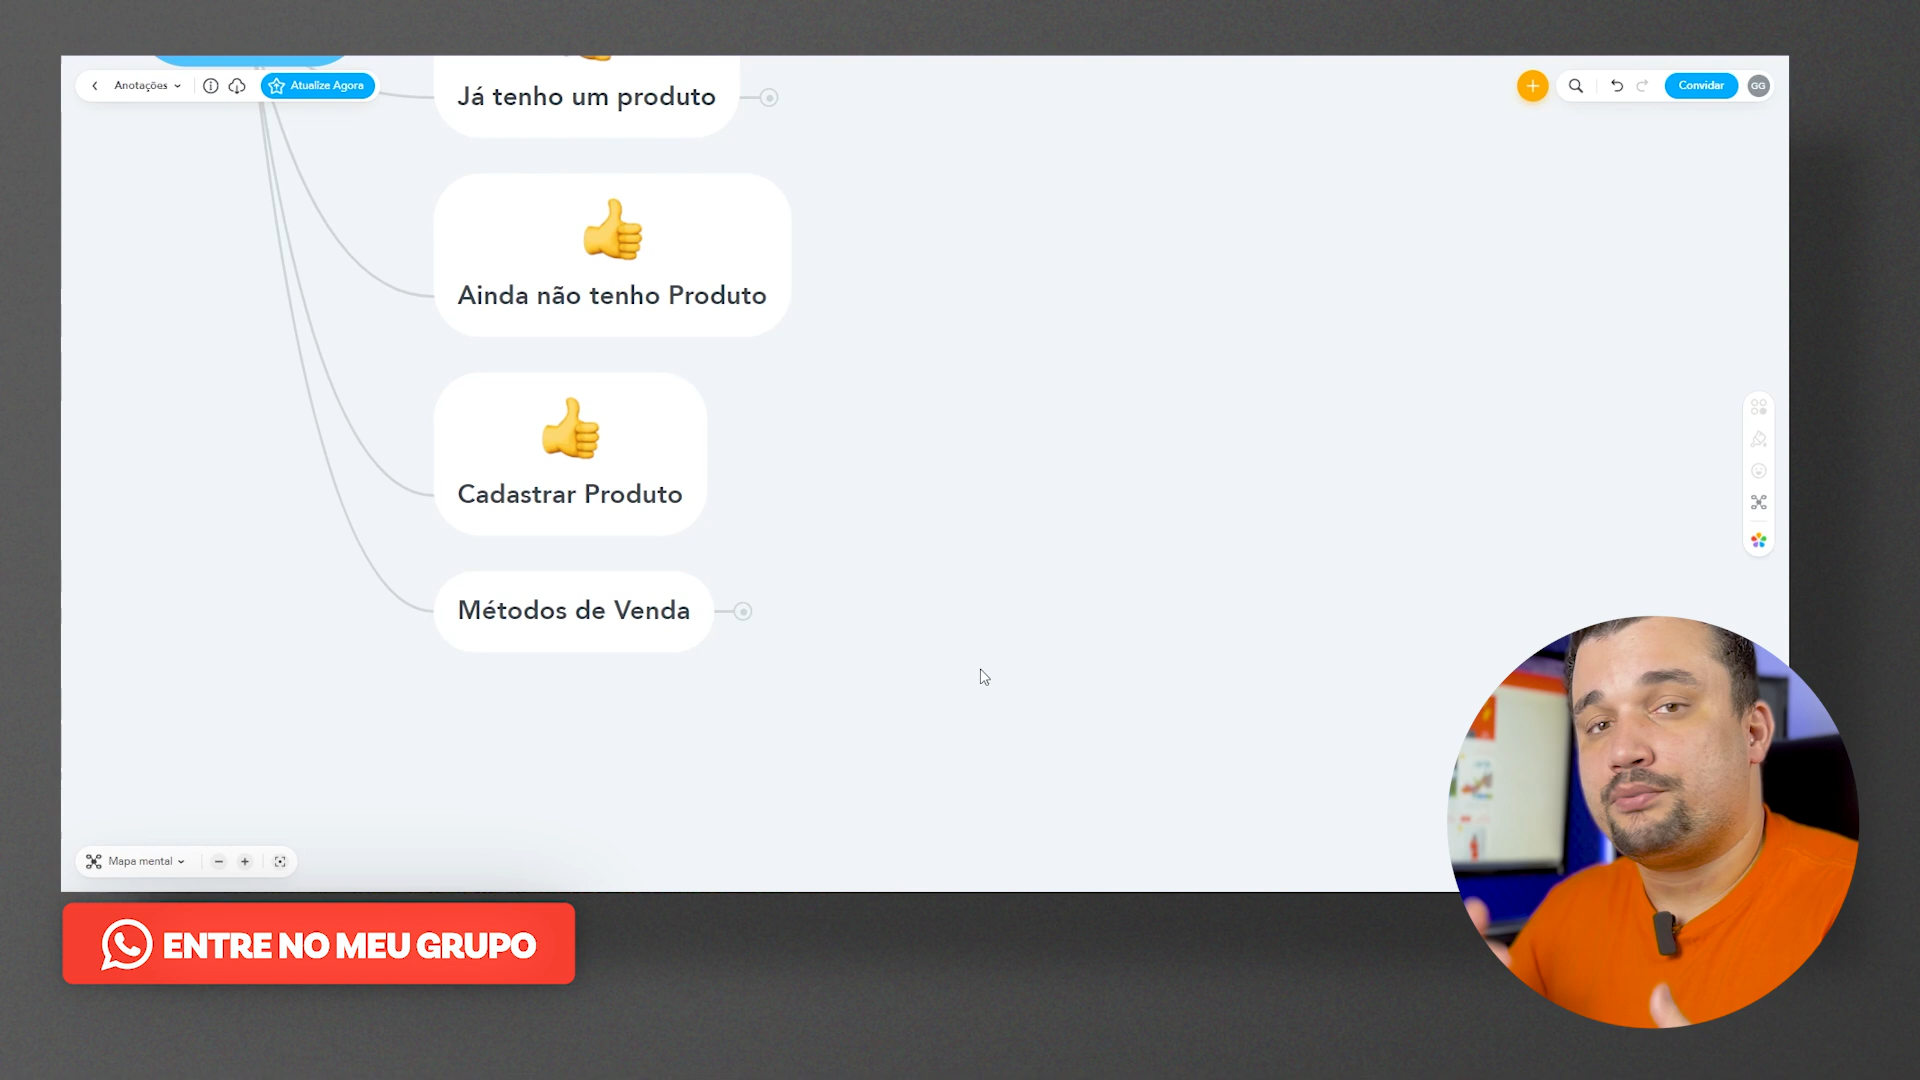 Anotações
Atualize Agora
Convidar
GG
Já tenho um produto
Ainda não tenho Produto
Cadastrar Produto
Métodos de Venda
Mapa mental
ENTRE NO MEU GRUPO